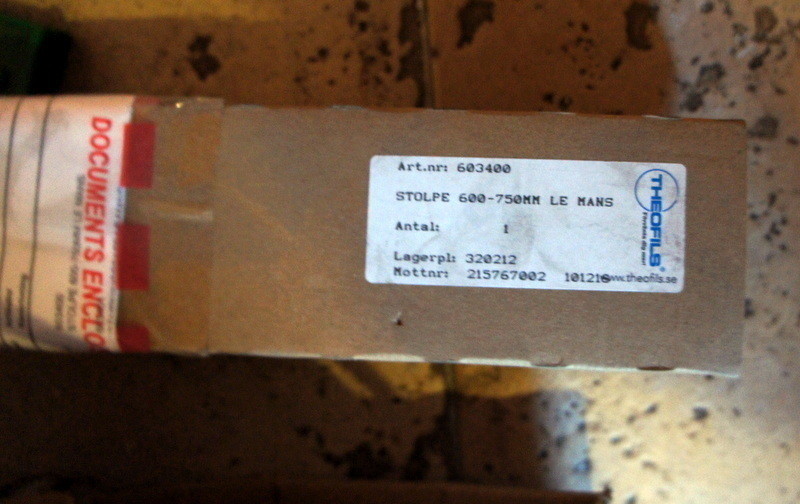 Art.nr: 603400
STOLPE 600-750MM LE MANS
Antal: 1
Lagerpl: 320212
Mottnr: 215767002 101216
www.theofils.se
THEOFILS®
DOCUMENTS ENCLO